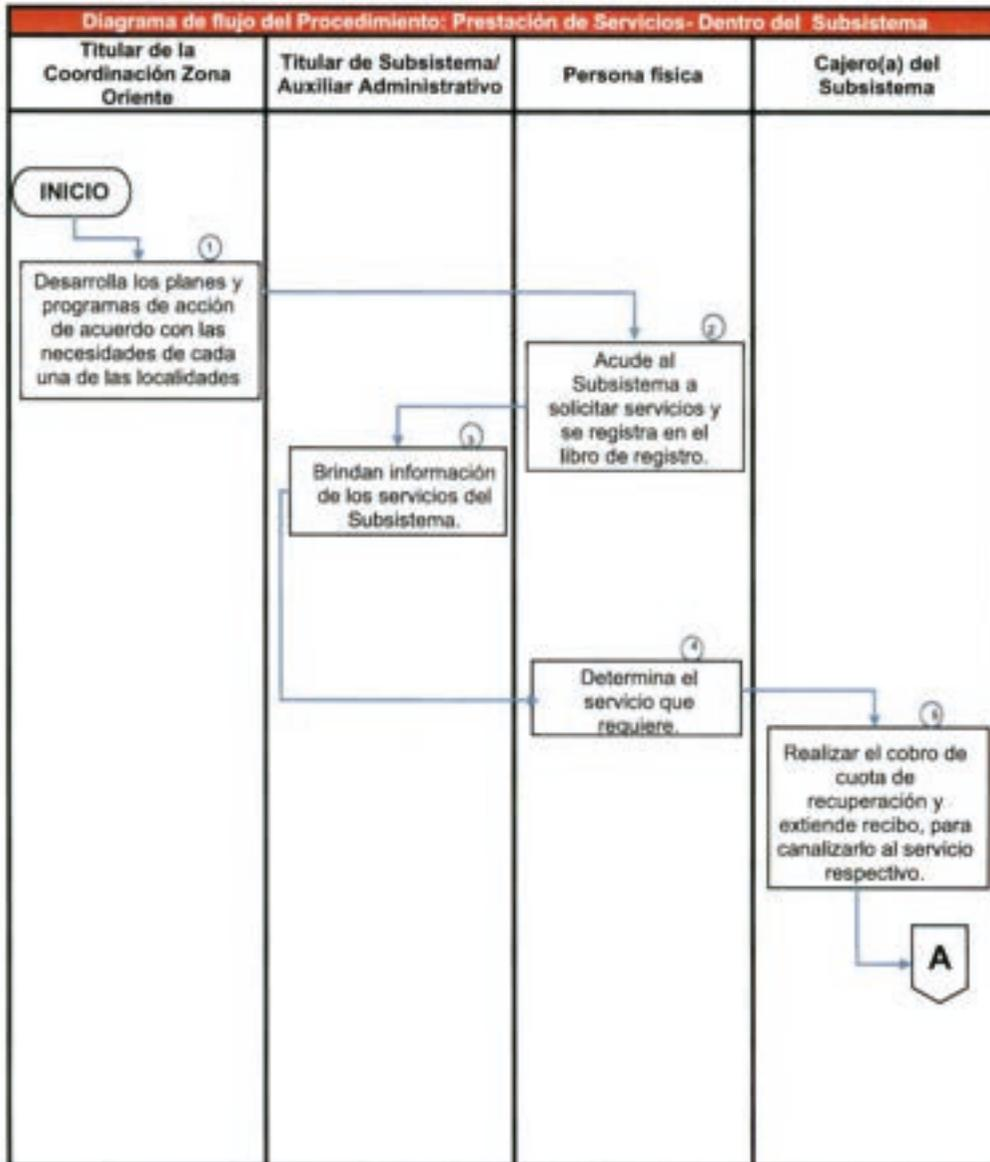 Diagrama de flujo del Procedimiento: Prestación de Servicios- Dentro del Subsistema
Titular de la
Coordinación Zona
Oriente
Titular de Subsistema/
Auxiliar Administrativo
Persona física
Cajero(a) del
Subsistema
INICIO
1
Desarrolla los planes y
programas de acción
de acuerdo con las
necesidades de cada
una de las localidades
2
Acude al
Subsistema a
solicitar servicios y
se registra en el
libro de registro.
3
Brindan información
de los servicios del
Subsistema.
4
Determina el
servicio que
requiere.
5
Realizar el cobro de
cuota de
recuperación y
extiende recibo, para
canalizarlo al servicio
respectivo.
A